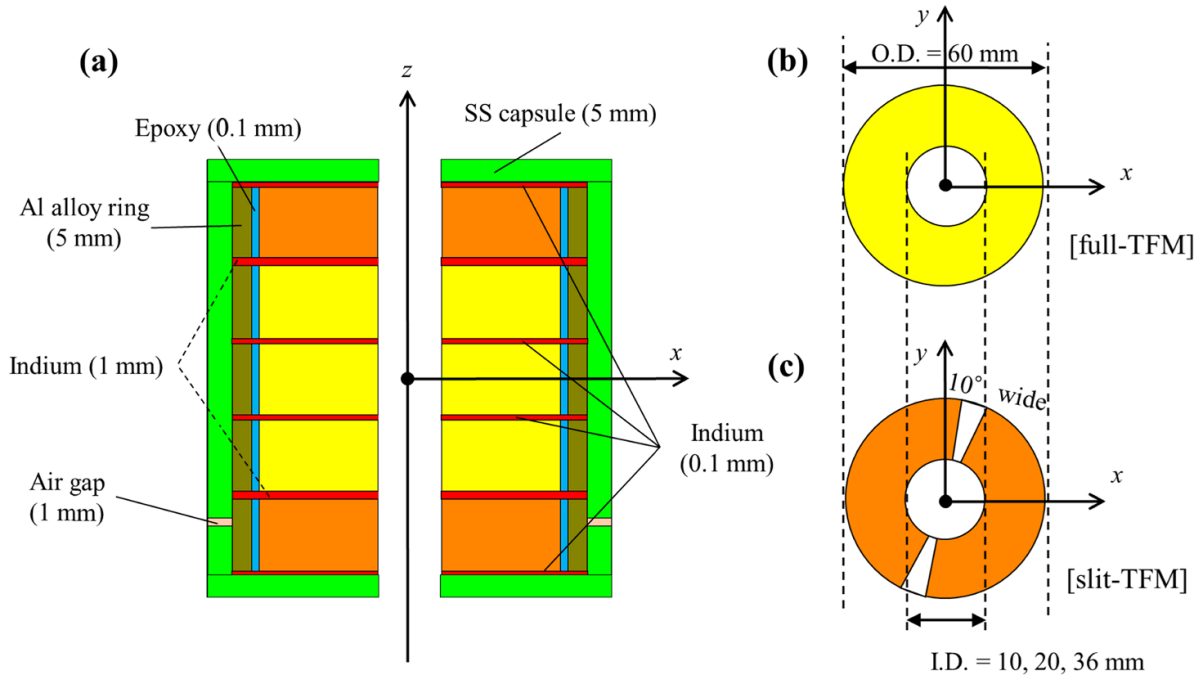 (a)
z
Epoxy (0.1 mm)
SS capsule (5 mm)
Al alloy ring
(5 mm)
Indium (1 mm)
x
Indium
(0.1 mm)
Air gap
(1 mm)
(b)
y
O.D. = 60 mm
x
[full-TFM]
(c)
y
10° wide
x
[slit-TFM]
I.D. = 10, 20, 36 mm